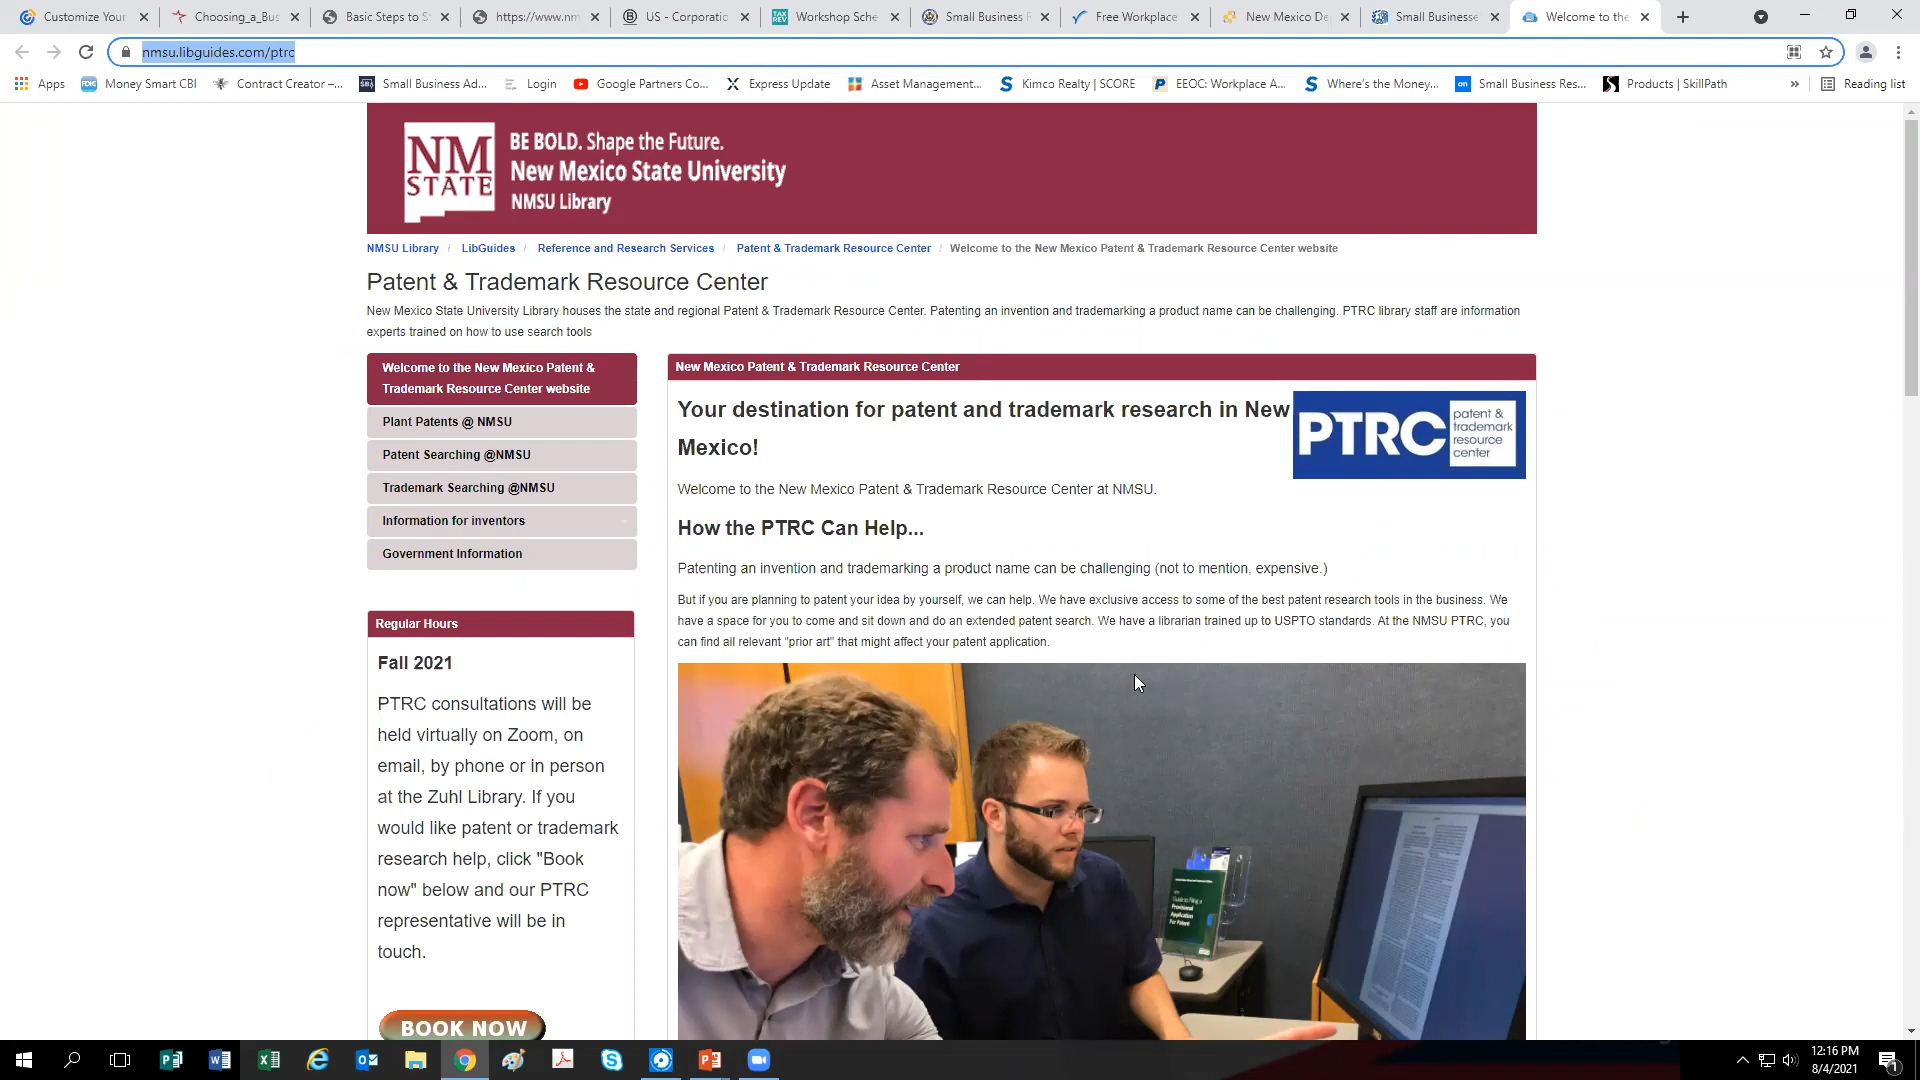 Customize Your
Choosing_a_Bus
Basic Steps to S
https://www.nm
US - Corporatio
Workshop Sche
Small Business F
Free Workplace
New Mexico De
Small Businesse
Welcome to the
nmsu.libguides.com/ptrc
Apps
Money Smart CBI
Contract Creator –...
Small Business Ad...
Login
Google Partners Co...
Express Update
Asset Management...
Kimco Realty | SCORE
EEOC: Workplace A...
Where's the Money...
Small Business Res...
Products | SkillPath
»
Reading list
NM
STATE
BE BOLD. Shape the Future.
New Mexico State University
NMSU Library
NMSU Library / LibGuides / Reference and Research Services / Patent & Trademark Resource Center / Welcome to the New Mexico Patent & Trademark Resource Center website
Patent & Trademark Resource Center
New Mexico State University Library houses the state and regional Patent & Trademark Resource Center. Patenting an invention and trademarking a product name can be challenging. PTRC library staff are information
experts trained on how to use search tools
Welcome to the New Mexico Patent &
Trademark Resource Center website
Plant Patents @ NMSU
Patent Searching @NMSU
Trademark Searching @NMSU
Information for inventors
Government Information
Regular Hours
Fall 2021
PTRC consultations will be
held virtually on Zoom, on
email, by phone or in person
at the Zuhl Library. If you
would like patent or trademark
research help, click "Book
now" below and our PTRC
representative will be in
touch.
BOOK NOW
New Mexico Patent & Trademark Resource Center
Your destination for patent and trademark research in New
Mexico!
PTRC
patent &
trademark
resource
center
Welcome to the New Mexico Patent & Trademark Resource Center at NMSU.
How the PTRC Can Help...
Patenting an invention and trademarking a product name can be challenging (not to mention, expensive.)
But if you are planning to patent your idea by yourself, we can help. We have exclusive access to some of the best patent research tools in the business. We
have a space for you to come and sit down and do an extended patent search. We have a librarian trained up to USPTO standards. At the NMSU PTRC, you
can find all relevant "prior art" that might affect your patent application.
Guide to Filing a
Provisional
Application
For Patent
12:16 PM
8/4/2021
1